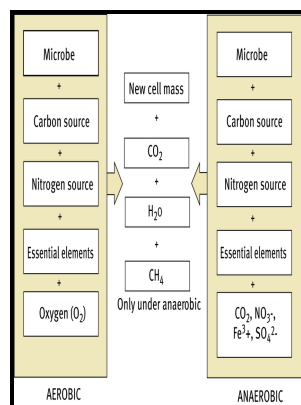 Microbe
+
Carbon source
+
Nitrogen source
+
Essential elements
+
Oxygen (O₂)
AEROBIC
New cell mass
+
CO₂
+
H₂O
+
CH₄
Only under anaerobic
Microbe
+
Carbon source
+
Nitrogen source
+
Essential elements
+
CO₂, NO₃⁻,
Fe³+, SO₄²⁻
ANAEROBIC